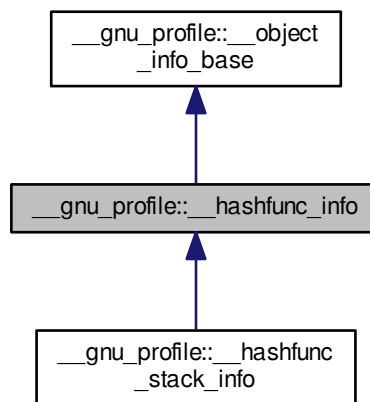 __gnu_profile::__object
_info_base
__gnu_profile::__hashfunc_info
__gnu_profile::__hashfunc
_stack_info